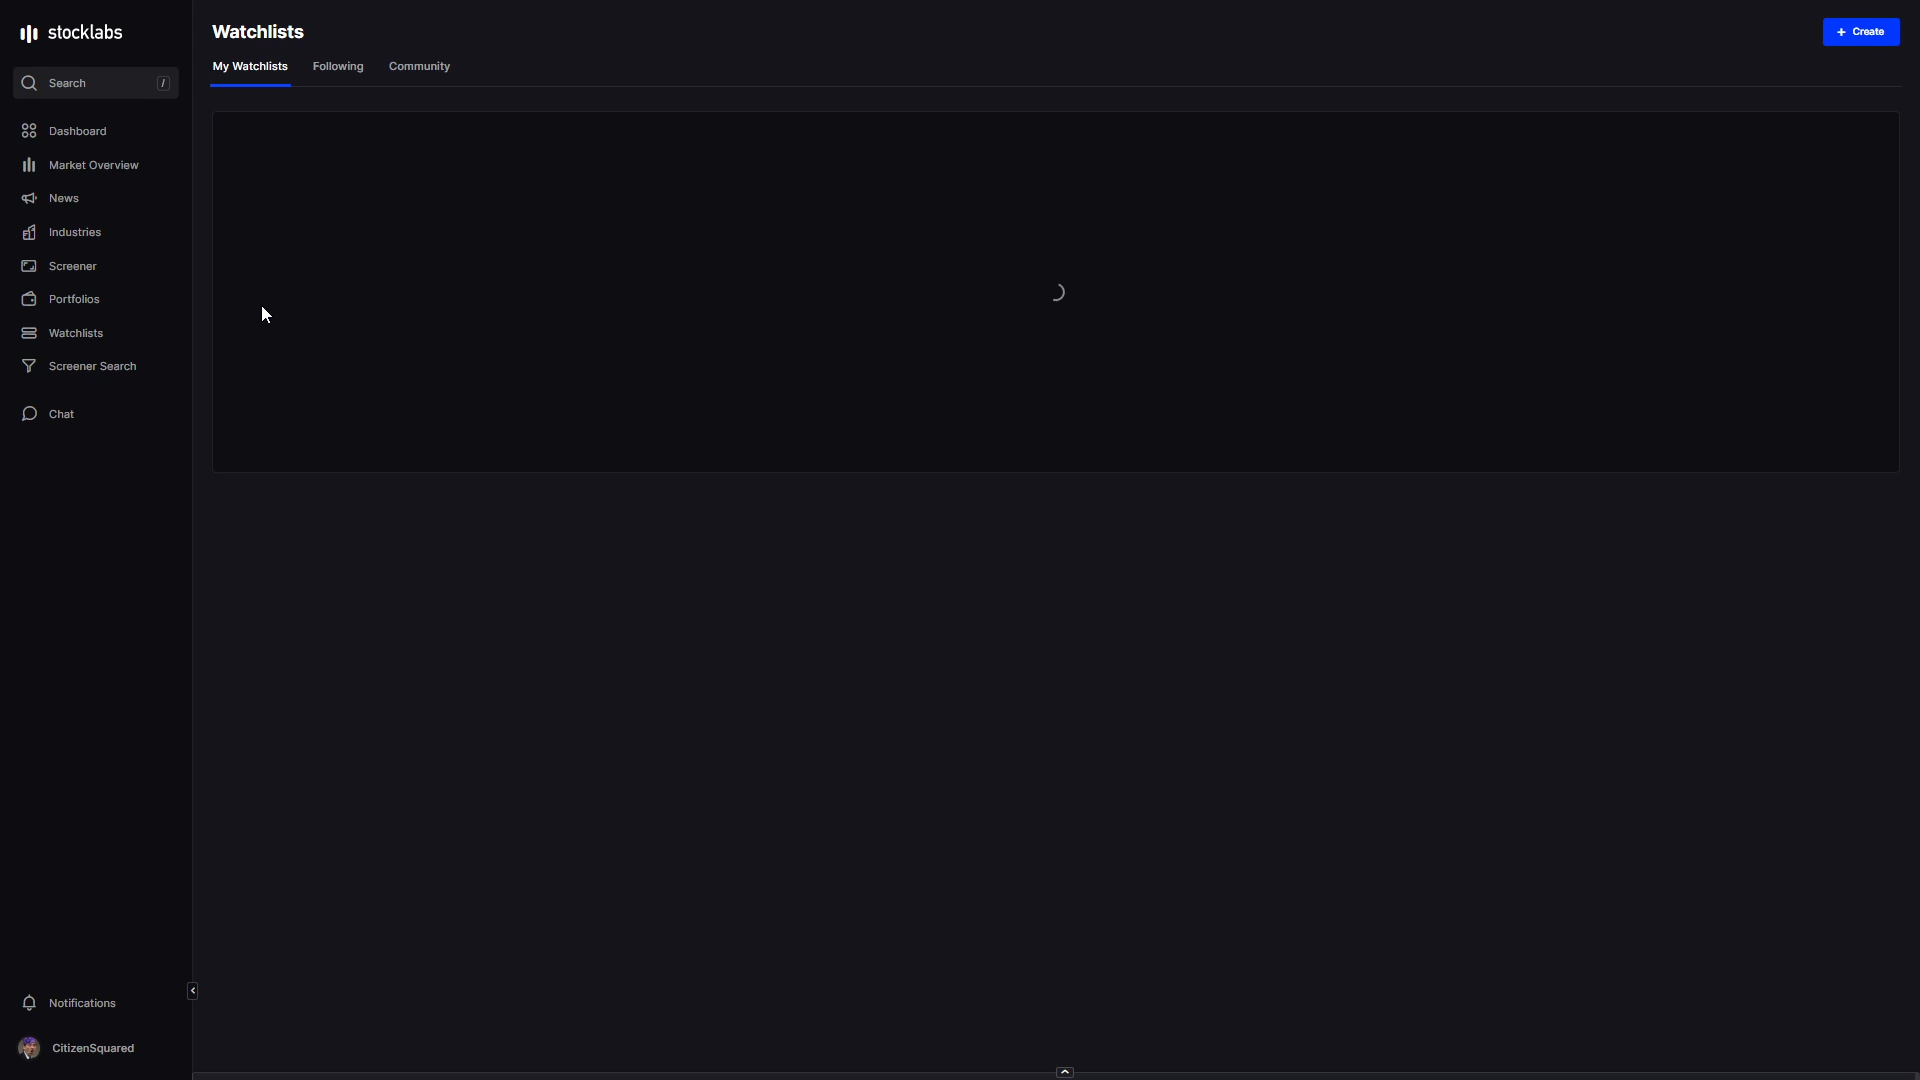 stocklabs
Search /
Dashboard
Market Overview
News
Industries
Screener
Portfolios
Watchlists
Screener Search
Chat
Notifications
CitizenSquared
Watchlists
+ Create
My Watchlists Following Community